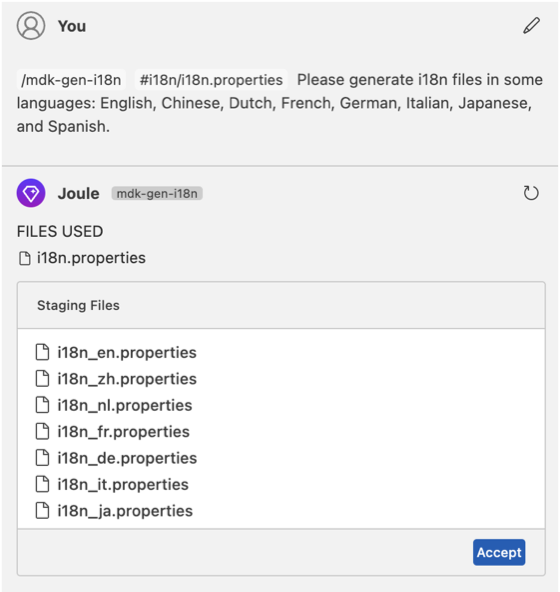 You
/mdk-gen-i18n #i18n/i18n.properties Please generate i18n files in some
languages: English, Chinese, Dutch, French, German, Italian, Japanese,
and Spanish.
Joule mdk-gen-i18n
FILES USED
i18n.properties
Staging Files
i18n_en.properties
i18n_zh.properties
i18n_nl.properties
i18n_fr.properties
i18n_de.properties
i18n_it.properties
i18n_ja.properties
Accept